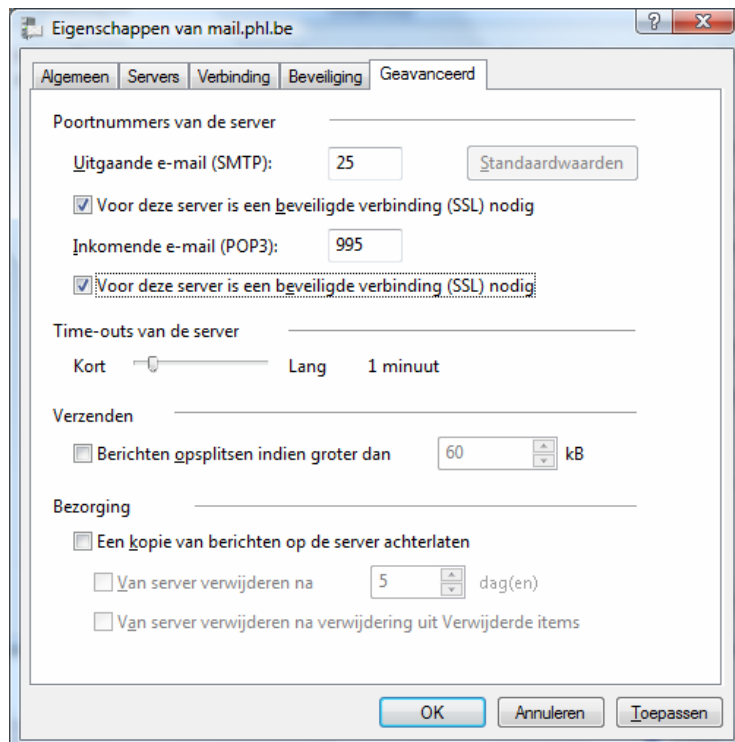 Eigenschappen van mail.phl.be
Algemeen Servers Verbinding Beveiliging Geavanceerd
Poortnummers van de server
Uitgaande e-mail (SMTP): 25 Standaardwaarden
Voor deze server is een beveiligde verbinding (SSL) nodig
Inkomende e-mail (POP3): 995
Voor deze server is een beveiligde verbinding (SSL) nodig
Time-outs van de server
Kort Lang 1 minuut
Verzenden
Berichten opsplitsen indien groter dan 60 kB
Bezorging
Een kopie van berichten op de server achterlaten
Van server verwijderen na 5 dag(en)
Van server verwijderen na verwijdering uit Verwijderde items
OK Annuleren Toepassen